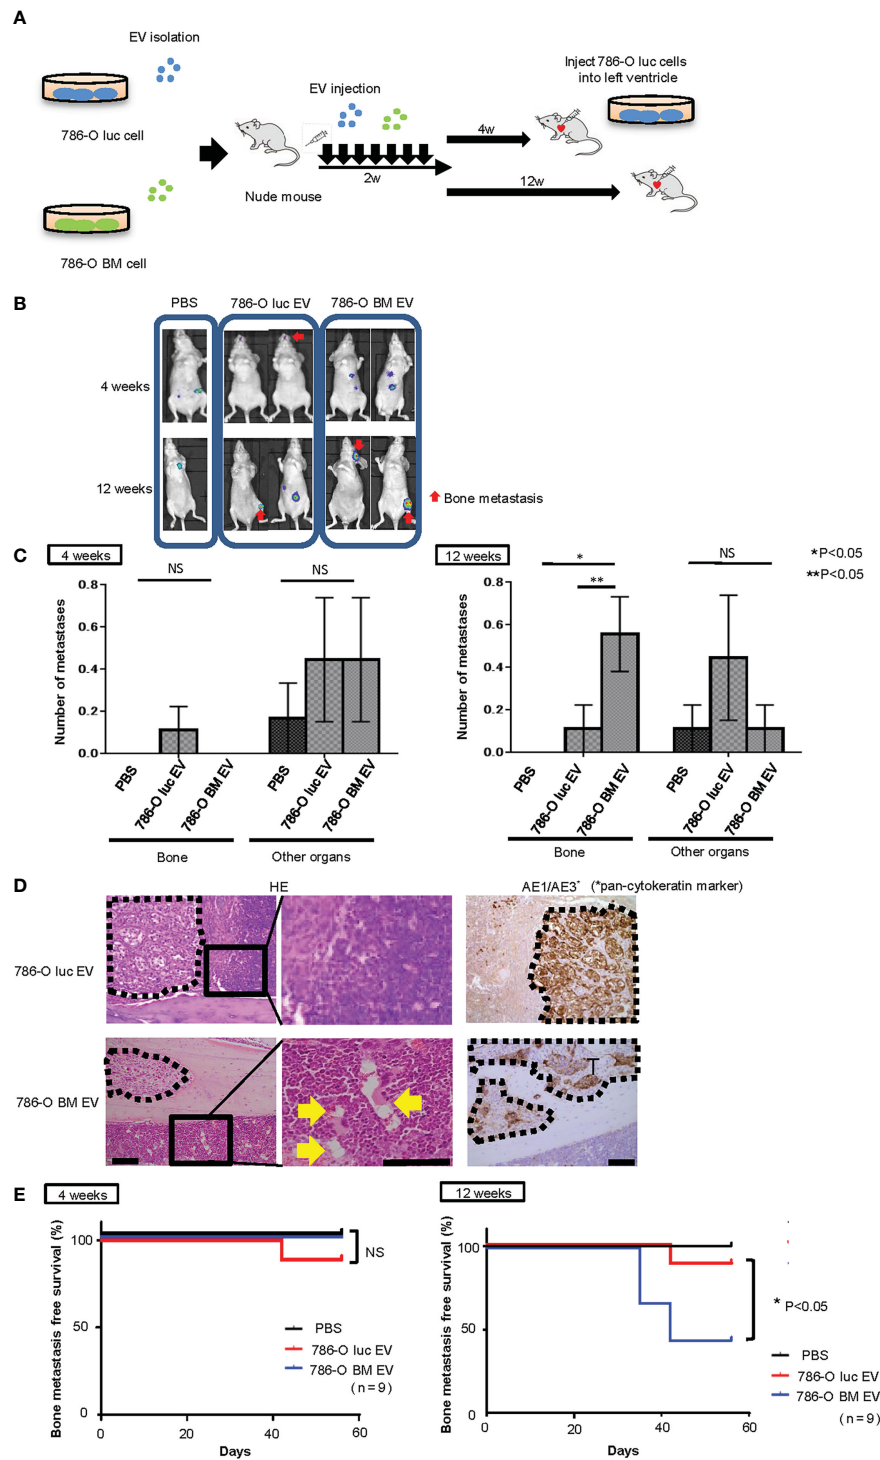 A
EV isolation
786-O luc cell
786-O BM cell
Nude mouse
EV injection
2w
4w
12w
Inject 786-O luc cells
into left ventricle
B
PBS
786-O luc EV
786-O BM EV
4 weeks
12 weeks
Bone metastasis
C
4 weeks
NS
NS
Number of metastases
0.8
0.6
0.4
0.2
0.0
PBS
786-O luc EV
786-O BM EV
PBS
786-O luc EV
786-O BM EV
Bone
Other organs
12 weeks
*
**
NS
*P<0.05
**P<0.05
Number of metastases
0.8
0.6
0.4
0.2
0.0
PBS
786-O luc EV
786-O BM EV
PBS
786-O luc EV
786-O BM EV
Bone
Other organs
D
HE
AE1/AE3* (*pan-cytokeratin marker)
786-O luc EV
786-O BM EV
T
E
4 weeks
Bone metastasis free survival (%)
100
50
0
0
20
40
60
Days
NS
PBS
786-O luc EV
786-O BM EV
(n=9)
12 weeks
Bone metastasis free survival (%)
100
50
0
0
20
40
60
Days
* P<0.05
PBS
786-O luc EV
786-O BM EV
(n=9)